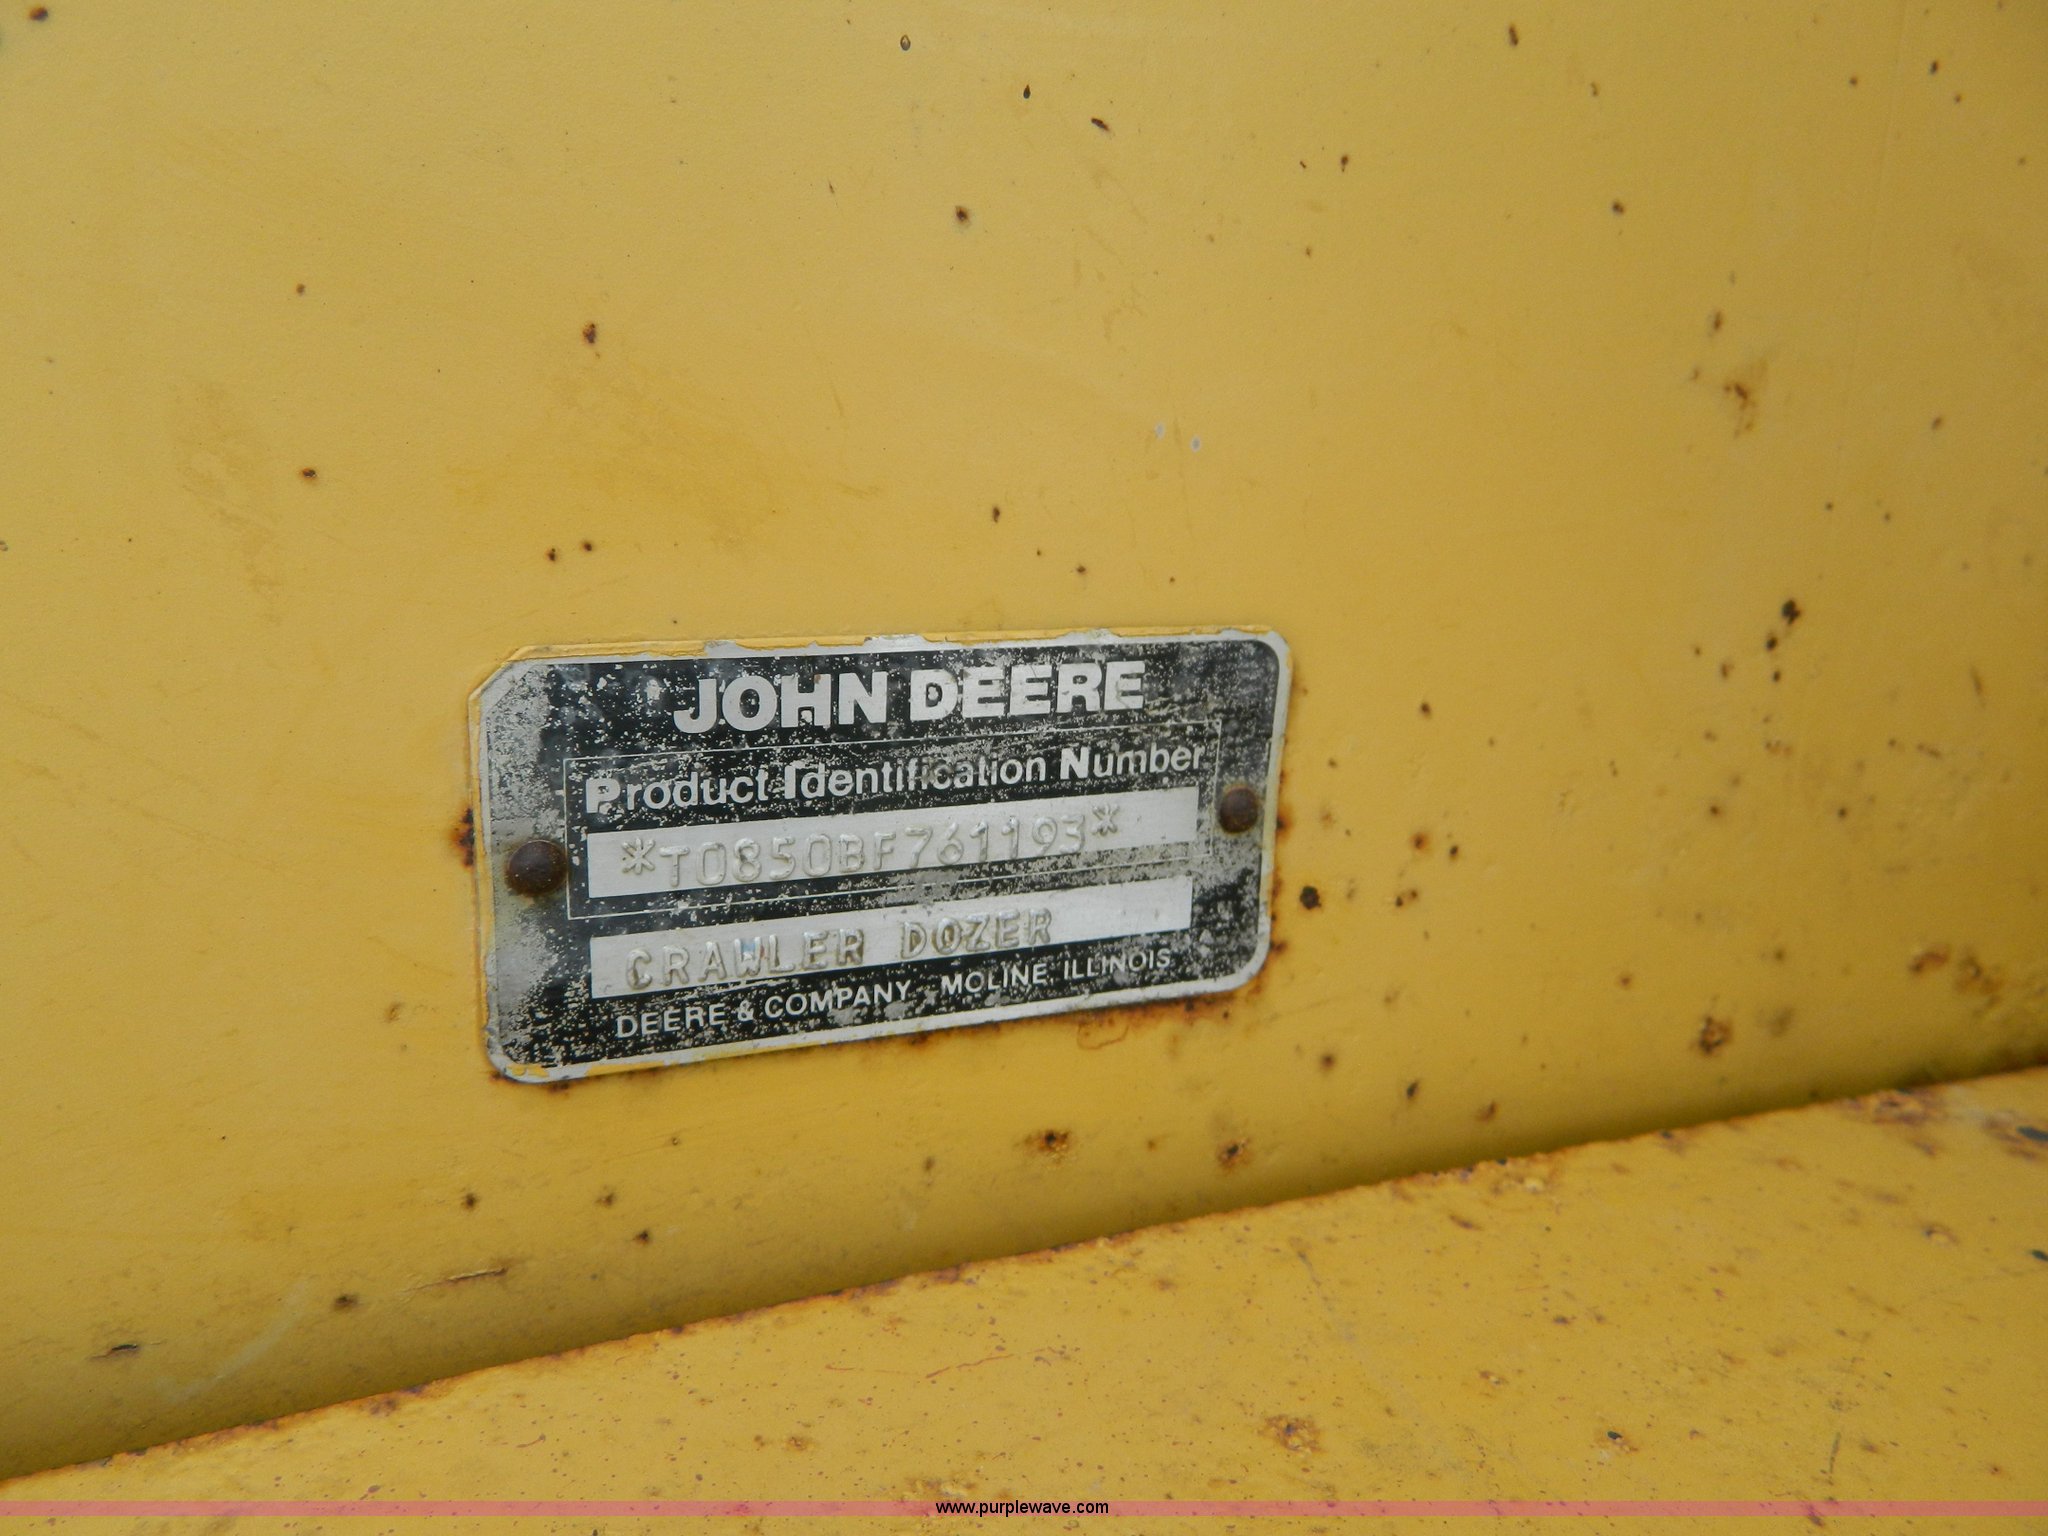 JOHN DEERE
Product Identification Number
*T0850BF761193*
CRAWLER DOZER
DEERE & COMPANY MOLINE, ILLINOIS
www.purplewave.com